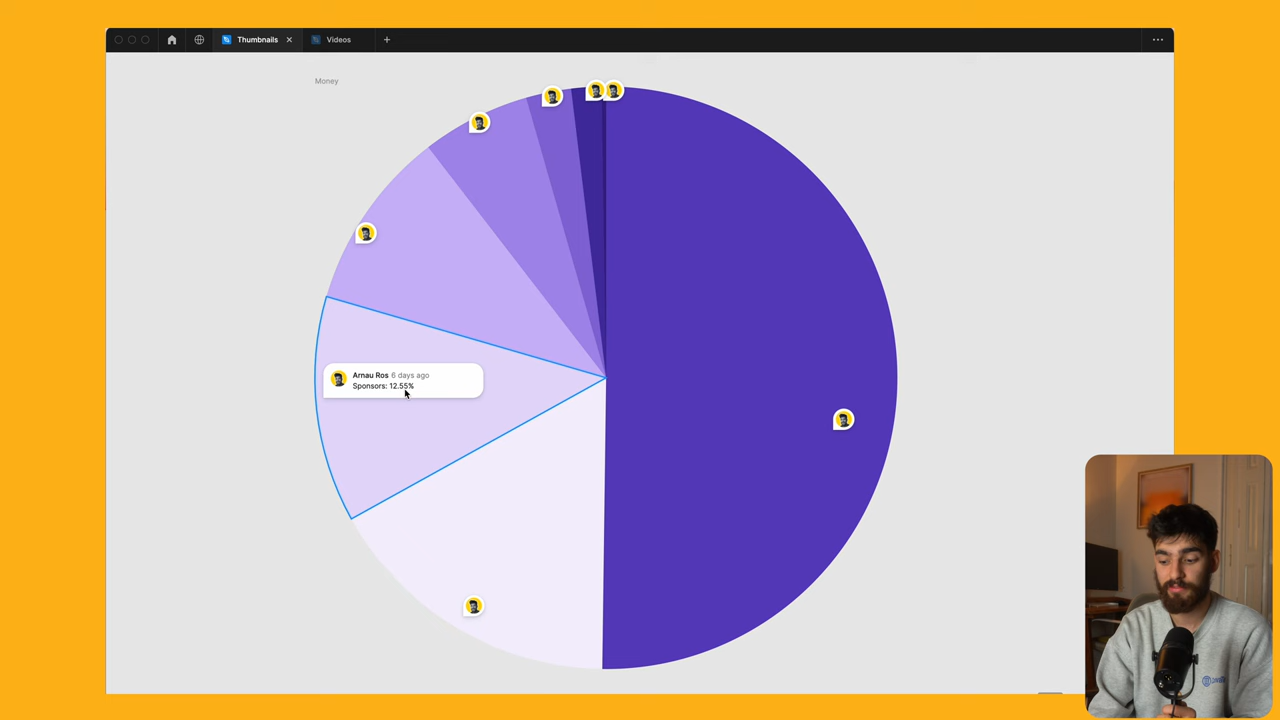 Thumbnails
Videos
Money
Arnau Ros 6 days ago
Sponsors: 12.55%